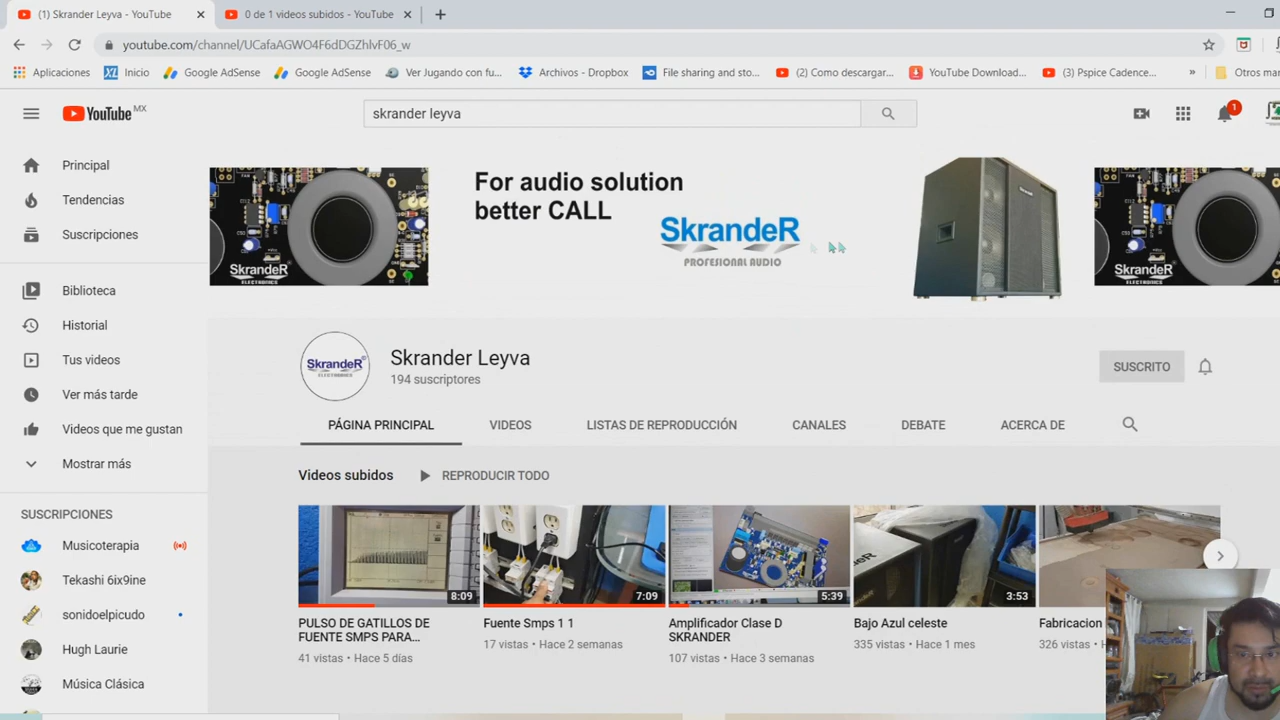 (1) Skrander Leyva - YouTube
0 de 1 videos subidos - YouTube
youtube.com/channel/UCafaAGWO4F6dDGZhlvF06_w
Aplicaciones
Inicio
Google AdSense
Google AdSense
Ver Jugando con fu...
Archivos - Dropbox
File sharing and sto...
(2) Como descargar...
YouTube Download...
(3) Pspice Cadence...
»
Otros mar
YouTube MX
skrander leyva
1
Principal
Tendencias
Suscripciones
Biblioteca
Historial
Tus videos
Ver más tarde
Videos que me gustan
Mostrar más
SUSCRIPCIONES
Musicoterapia
Tekashi 6ix9ine
sonidoelpicudo
Hugh Laurie
Música Clásica
SkrandeR
ELECTRONICS
For audio solution
better CALL
SkrandeR
PROFESIONAL AUDIO
SkrandeR
ELECTRONICS
SkrandeR
ELECTRONICS
Skrander Leyva
194 suscriptores
SUSCRITO
PÁGINA PRINCIPAL
VIDEOS
LISTAS DE REPRODUCCIÓN
CANALES
DEBATE
ACERCA DE
Videos subidos
REPRODUCIR TODO
8:09
PULSO DE GATILLOS DE
FUENTE SMPS PARA...
41 vistas • Hace 5 días
7:09
Fuente Smps 1 1
17 vistas • Hace 2 semanas
5:39
Amplificador Clase D
SKRANDER
107 vistas • Hace 3 semanas
3:53
Bajo Azul celeste
335 vistas • Hace 1 mes
Fabricacion
326 vistas •